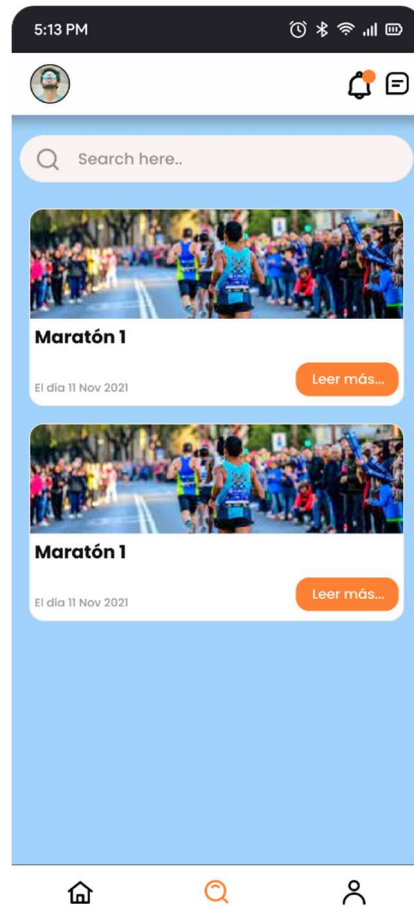 5:13 PM
Search here..
Maratón 1
El día 11 Nov 2021
Leer más...
Maratón 1
El día 11 Nov 2021
Leer más...